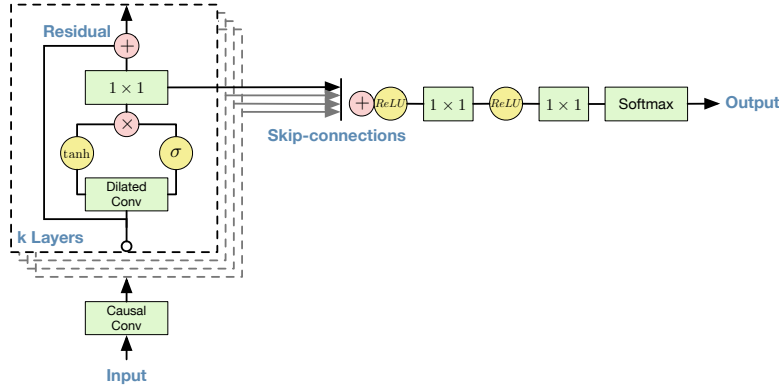 Residual
+
1 × 1
×
tanh
σ
Dilated
Conv
k Layers
Causal
Conv
Input
Skip-connections
+
ReLU
1 × 1
ReLU
1 × 1
Softmax
Output